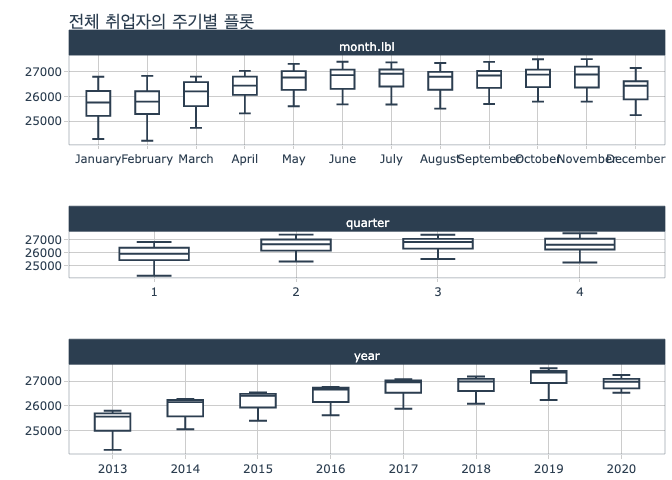 전체 취업자의 주기별 플롯
month.lbl
27000
26000
25000
January February March April May June July August September October November December
quarter
27000
26000
25000
1 2 3 4
year
27000
26000
25000
2013 2014 2015 2016 2017 2018 2019 2020